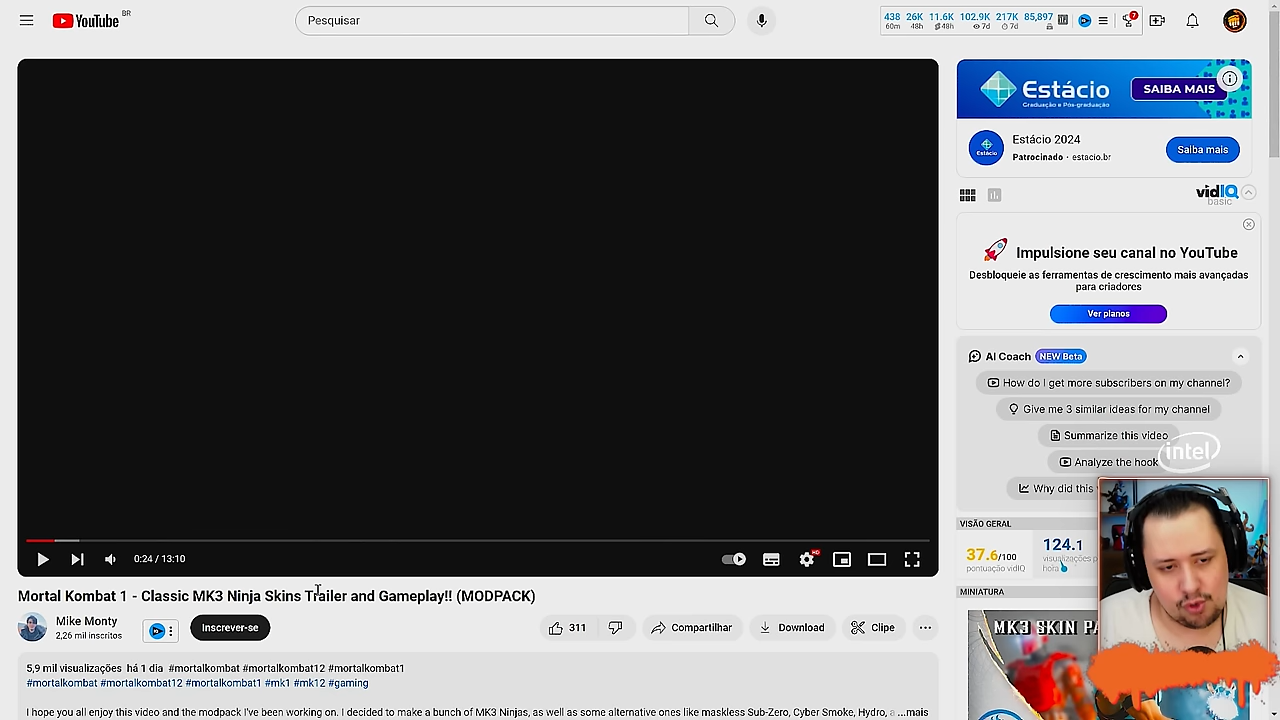 YouTube BR
Pesquisar
438 26K 11.6K 102.9K 217K 85,897
60m 48h 48h 7d 7d
7
Estácio
Graduação e Pós-graduação
SAIBA MAIS
Estácio 2024
Patrocinado · estacio.br
Saiba mais
vidIQ
basic
Impulsione seu canal no YouTube
Desbloqueie as ferramentas de crescimento mais avançadas
para criadores
Ver planos
AI Coach NEW Beta
How do I get more subscribers on my channel?
Give me 3 similar ideas for my channel
Summarize this video
Analyze the hook
Why did this
intel
VISÃO GERAL
37.6/100
pontuação vidIQ
124.1
visualizações p
hora
MINIATURA
MK3 SKIN PA
0:24 / 13:10
HD
Mortal Kombat 1 - Classic MK3 Ninja Skins Trailer and Gameplay!! (MODPACK)
Mike Monty
2,26 mil inscritos
Inscrever-se
311
Compartilhar
Download
Clipe
5,9 mil visualizações há 1 dia #mortalkombat #mortalkombat12 #mortalkombat1
#mortalkombat #mortalkombat12 #mortalkombat1 #mk1 #mk12 #gaming
I hope you all enjoy this video and the modpack I've been working on. I decided to make a bunch of MK3 Ninjas, as well as some alternative ones like maskless Sub-Zero, Cyber Smoke, Hydro, a ...mais